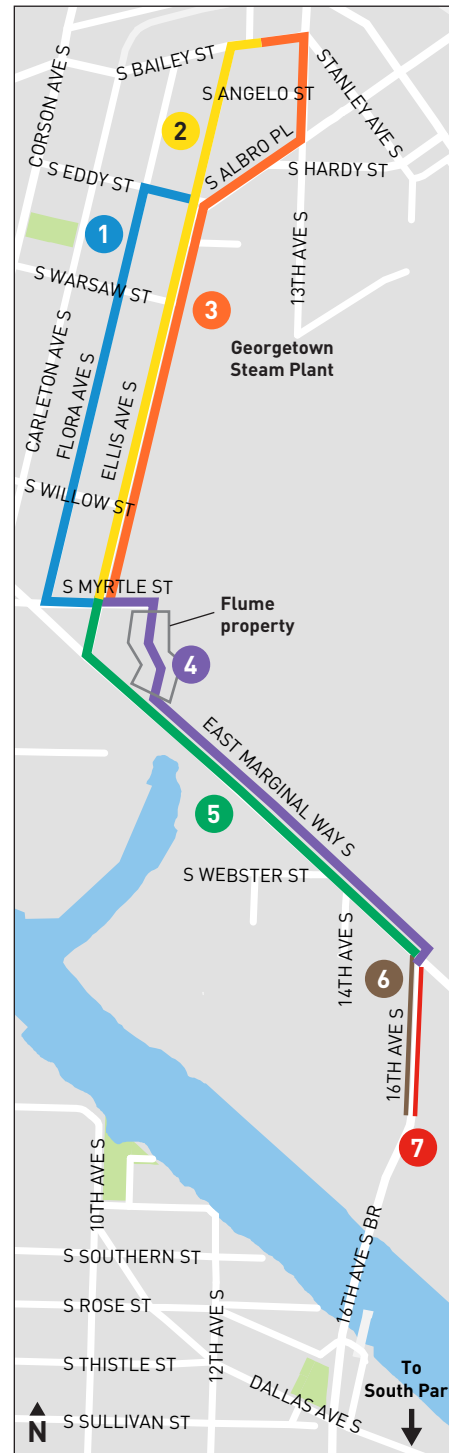 S BAILEY ST
CORSON AVE S
STANLEY AVE S
S ANGELO ST
2
S ALBRO PL
S EDDY ST
S HARDY ST
1
13TH AVE S
S WARSAW ST
3
Georgetown
Steam Plant
CARLETON AVE S
FLORA AVE S
ELLIS AVE S
S WILLOW ST
S MYRTLE ST
Flume
property
4
EAST MARGINAL WAY S
5
S WEBSTER ST
14TH AVE S
6
16TH AVE S
7
10TH AVE S
16TH AVE S BR
S SOUTHERN ST
S ROSE ST
12TH AVE S
S THISTLE ST
To
South Par
DALLAS AVE S
N
S SULLIVAN ST